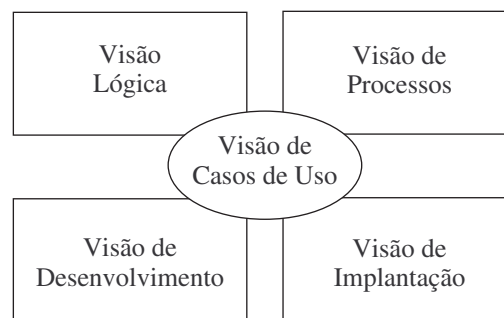 Visão
Lógica
Visão de
Processos
Visão de
Casos de Uso
Visão de
Desenvolvimento
Visão de
Implantação